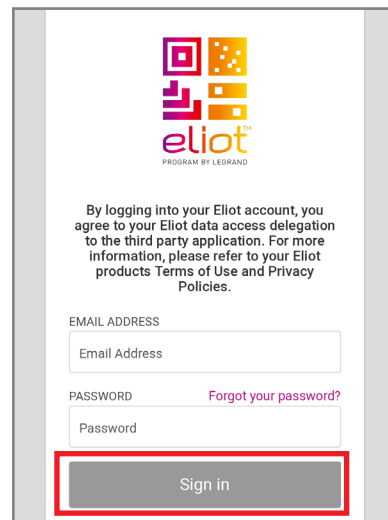 eliot™
PROGRAM BY LEGRAND
By logging into your Eliot account, you
agree to your Eliot data access delegation
to the third party application. For more
information, please refer to your Eliot
products Terms of Use and Privacy
Policies.
EMAIL ADDRESS
Email Address
PASSWORD Forgot your password?
Password
Sign in